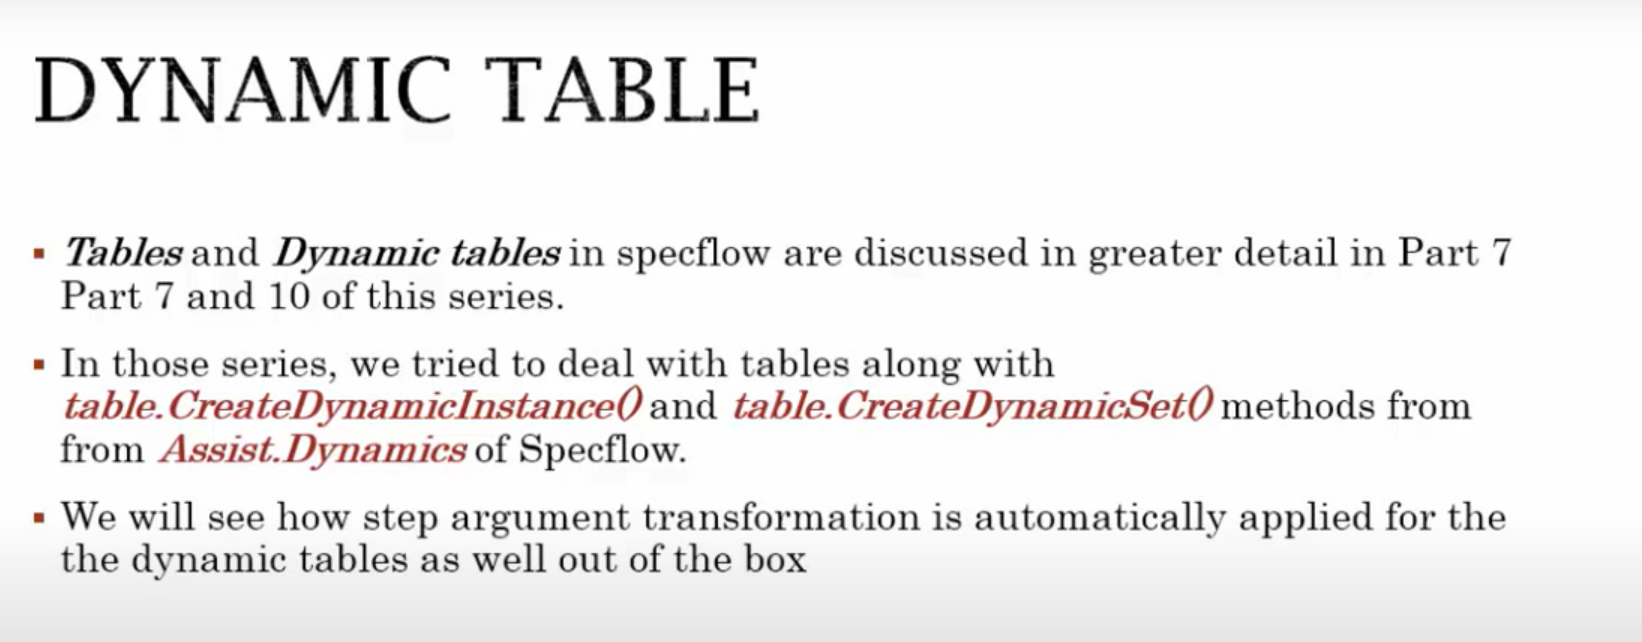 DYNAMIC TABLE
▪ Tables and Dynamic tables in specflow are discussed in greater detail in Part 7
Part 7 and 10 of this series.
▪ In those series, we tried to deal with tables along with
table.CreateDynamicInstance() and table.CreateDynamicSet() methods from
from Assist.Dynamics of Specflow.
▪ We will see how step argument transformation is automatically applied for the
the dynamic tables as well out of the box